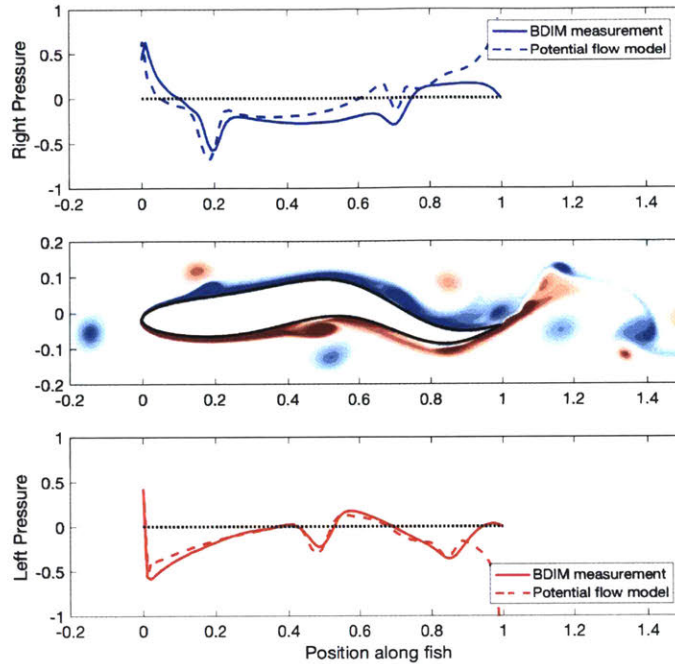 1
BDIM measurement
Potential flow model
0.5
0
-0.5
1
Right Pressure
-0.2 0 0.2 0.4 0.6 0.8 1 1.2 1.4
0.2
0.1
0
-0.1
-0.2
-0.2 0 0.2 0.4 0.6 0.8 1 1.2 1.4
1
0.5
0
-0.5
-1
Left Pressure
BDIM measurement
Potential flow model
-0.2 0 0.2 0.4 0.6 0.8 1 1.2 1.4
Position along fish